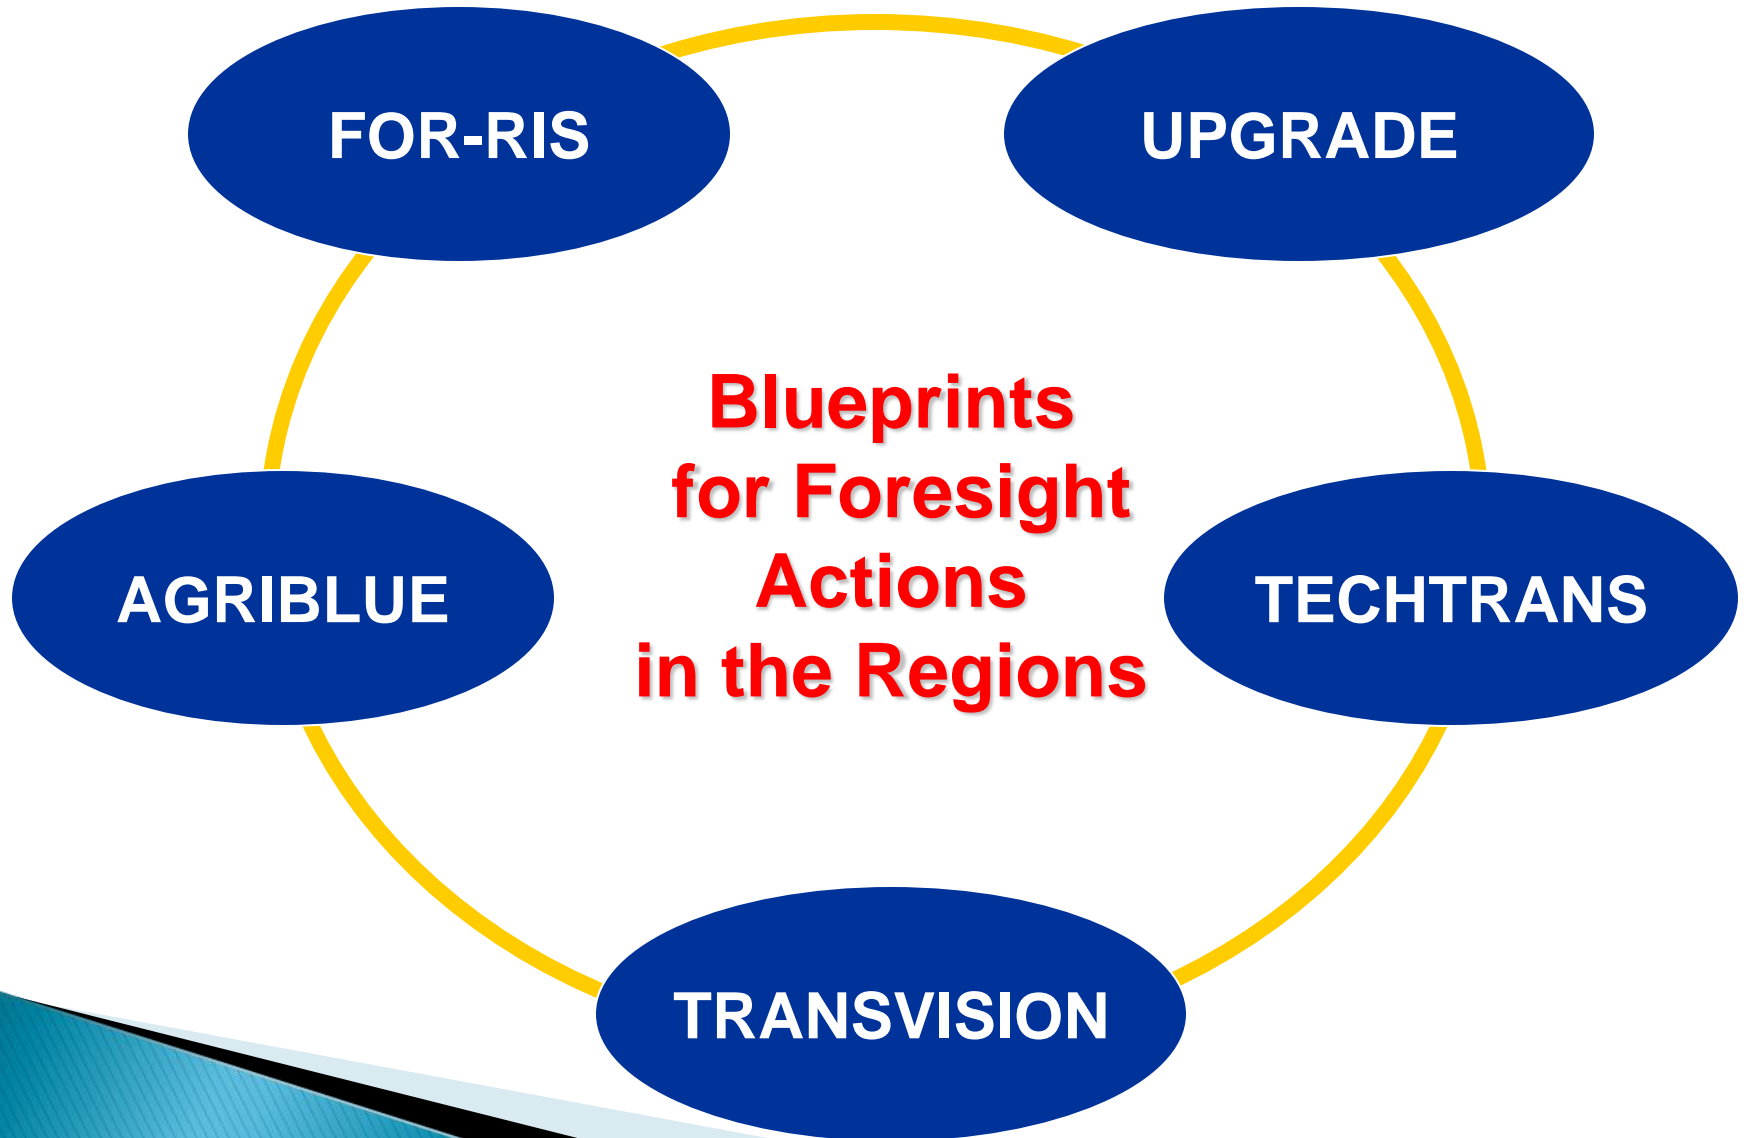 FOR-RIS
UPGRADE
Blueprints
for Foresight
Actions
in the Regions
AGRIBLUE
TECHTRANS
TRANSVISION